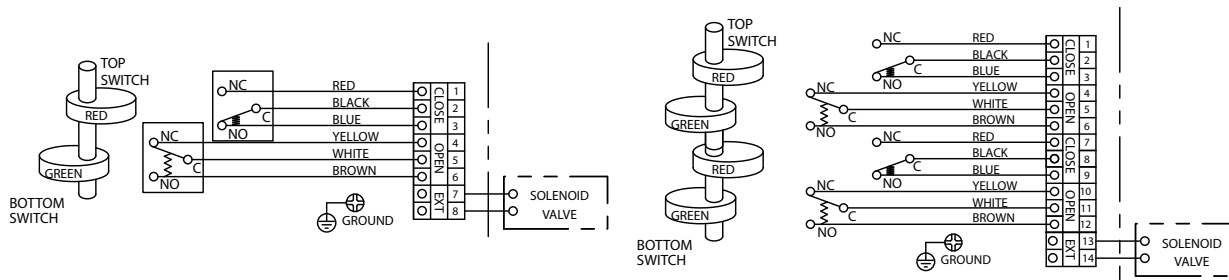 TOP
SWITCH
RED
GREEN
BOTTOM
SWITCH
NC
C
NO
NC
C
NO
RED
BLACK
BLUE
YELLOW
WHITE
BROWN
CLOSE
OPEN
EXT
1
2
3
4
5
6
7
8
GROUND
SOLENOID
VALVE
TOP
SWITCH
RED
GREEN
RED
GREEN
BOTTOM
SWITCH
NC
C
NO
NC
C
NO
NC
C
NO
NC
C
NO
RED
BLACK
BLUE
YELLOW
WHITE
BROWN
RED
BLACK
BLUE
YELLOW
WHITE
BROWN
CLOSE
OPEN
CLOSE
OPEN
EXT
1
2
3
4
5
6
7
8
9
10
11
12
13
14
GROUND
SOLENOID
VALVE